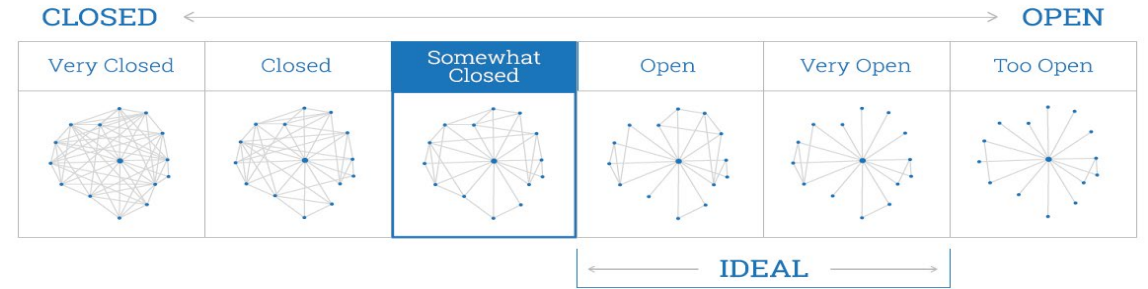 CLOSED OPEN
Very Closed Closed Somewhat Closed Open Very Open Too Open
IDEAL